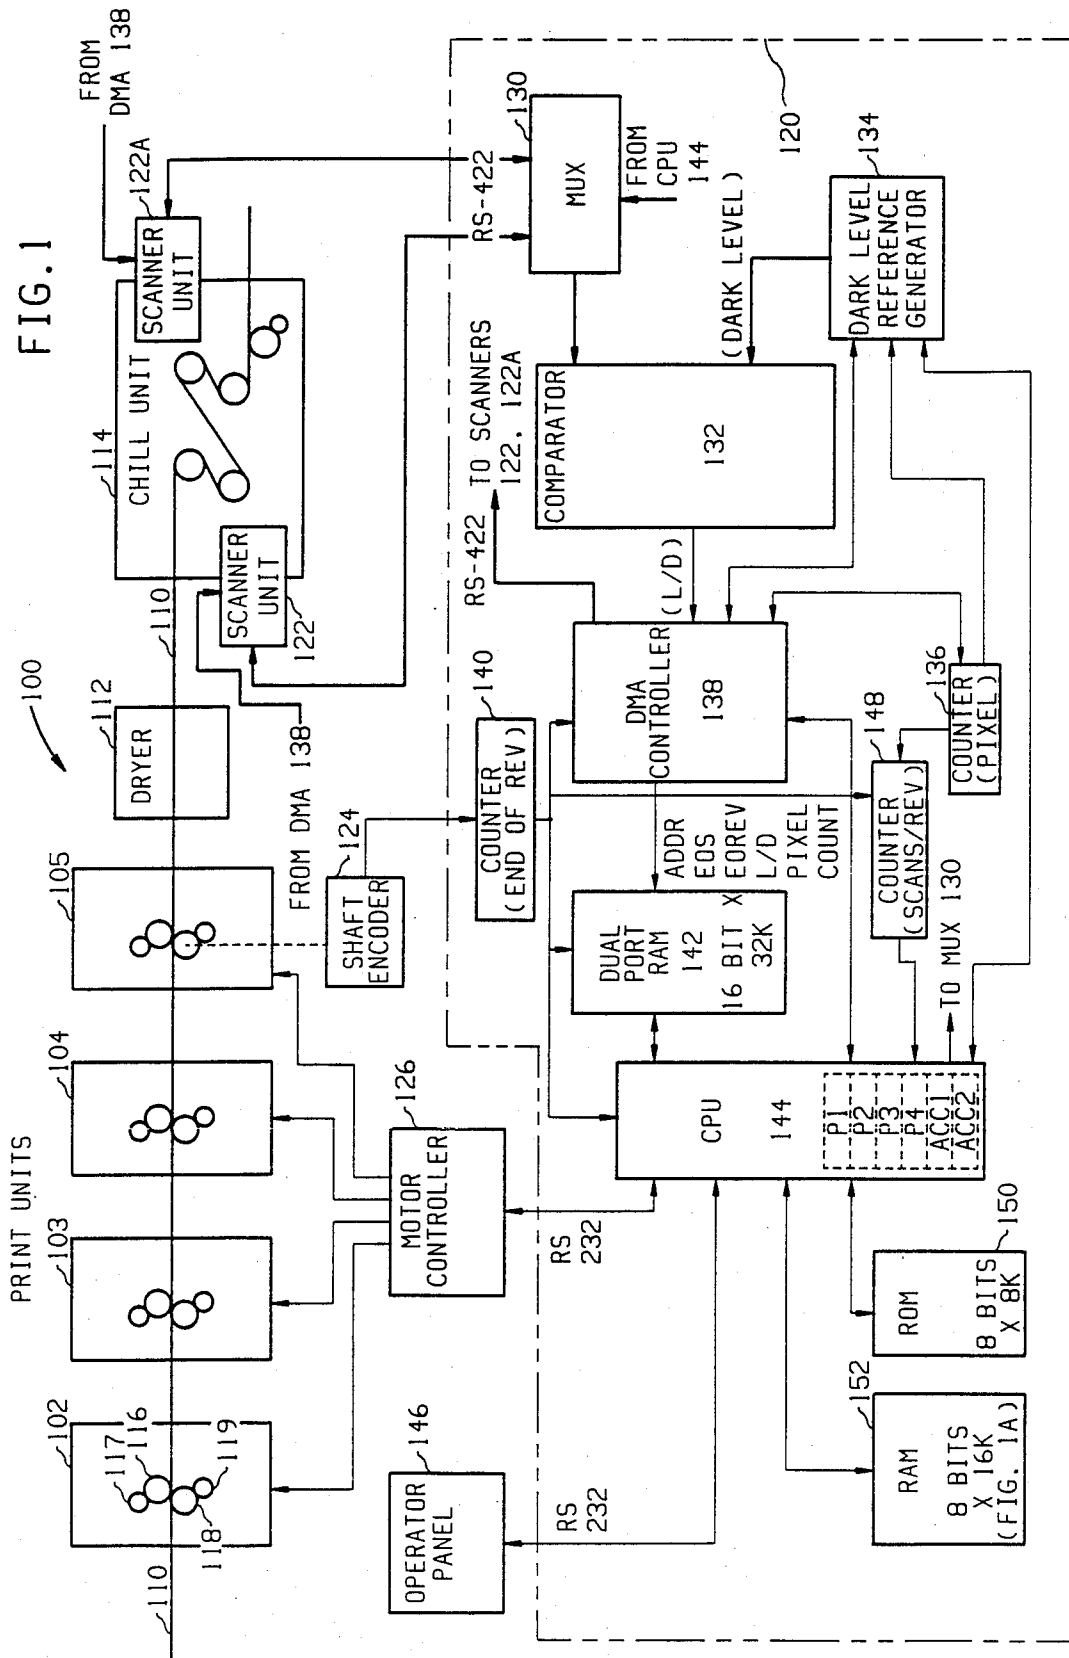 FIG.1
100
PRINT UNITS
102
103
104
105
117
116
118
119
110
DRYER
112
110
CHILL UNIT
114
SCANNER
UNIT
122
SCANNER
UNIT
122A
FROM
DMA 138
FROM DMA 138
SHAFT
ENCODER
124
MOTOR
CONTROLLER
126
OPERATOR
PANEL
146
RS
232
RS
232
RS-422
RS-422
TO SCANNERS
122, 122A
120
COUNTER
(END OF REV)
140
MUX
130
FROM
CPU
144
COMPARATOR
132
(DARK LEVEL)
DARK LEVEL
REFERENCE
GENERATOR
134
(L/D)
DMA
CONTROLLER
138
ADDR
EOS
EOREV
L/D
PIXEL
COUNT
DUAL
PORT
RAM
142
16 BIT X
32K
COUNTER
(PIXEL)
136
COUNTER
(SCANS/REV)
148
TO MUX 130
CPU
144
P1
P2
P3
P4
ACC1
ACC2
ROM
8 BITS
X 8K
150
RAM
8 BITS
X 16K
(FIG. 1A)
152